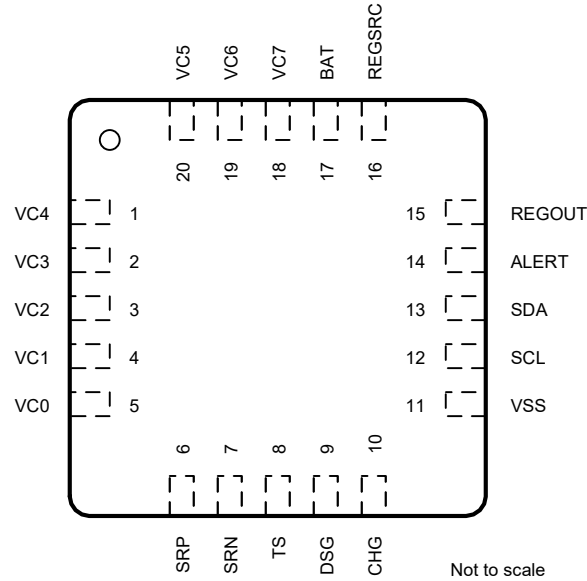 VC5 VC6 VC7 BAT REGSRC
20 19 18 17 16
VC4 1 15 REGOUT
VC3 2 14 ALERT
VC2 3 13 SDA
VC1 4 12 SCL
VC0 5 11 VSS
6 7 8 9 10
SRP SRN TS DSG CHG
Not to scale